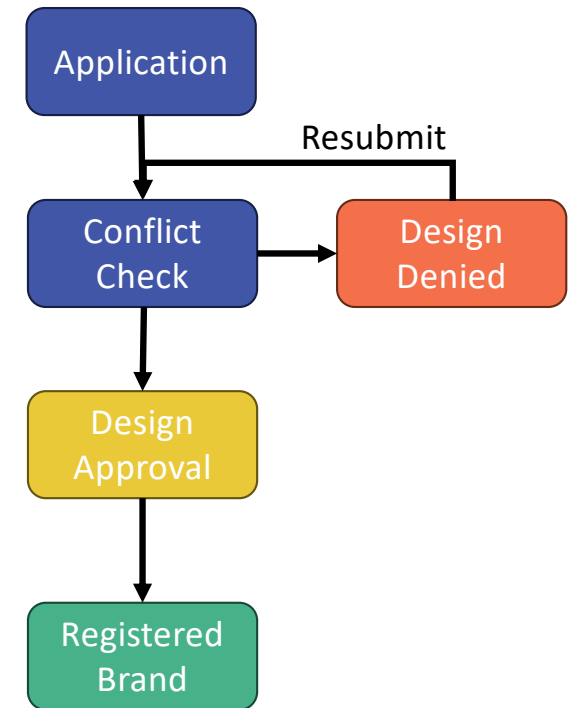 Application
Resubmit
Conflict
Check
Design
Denied
Design
Approval
Registered
Brand